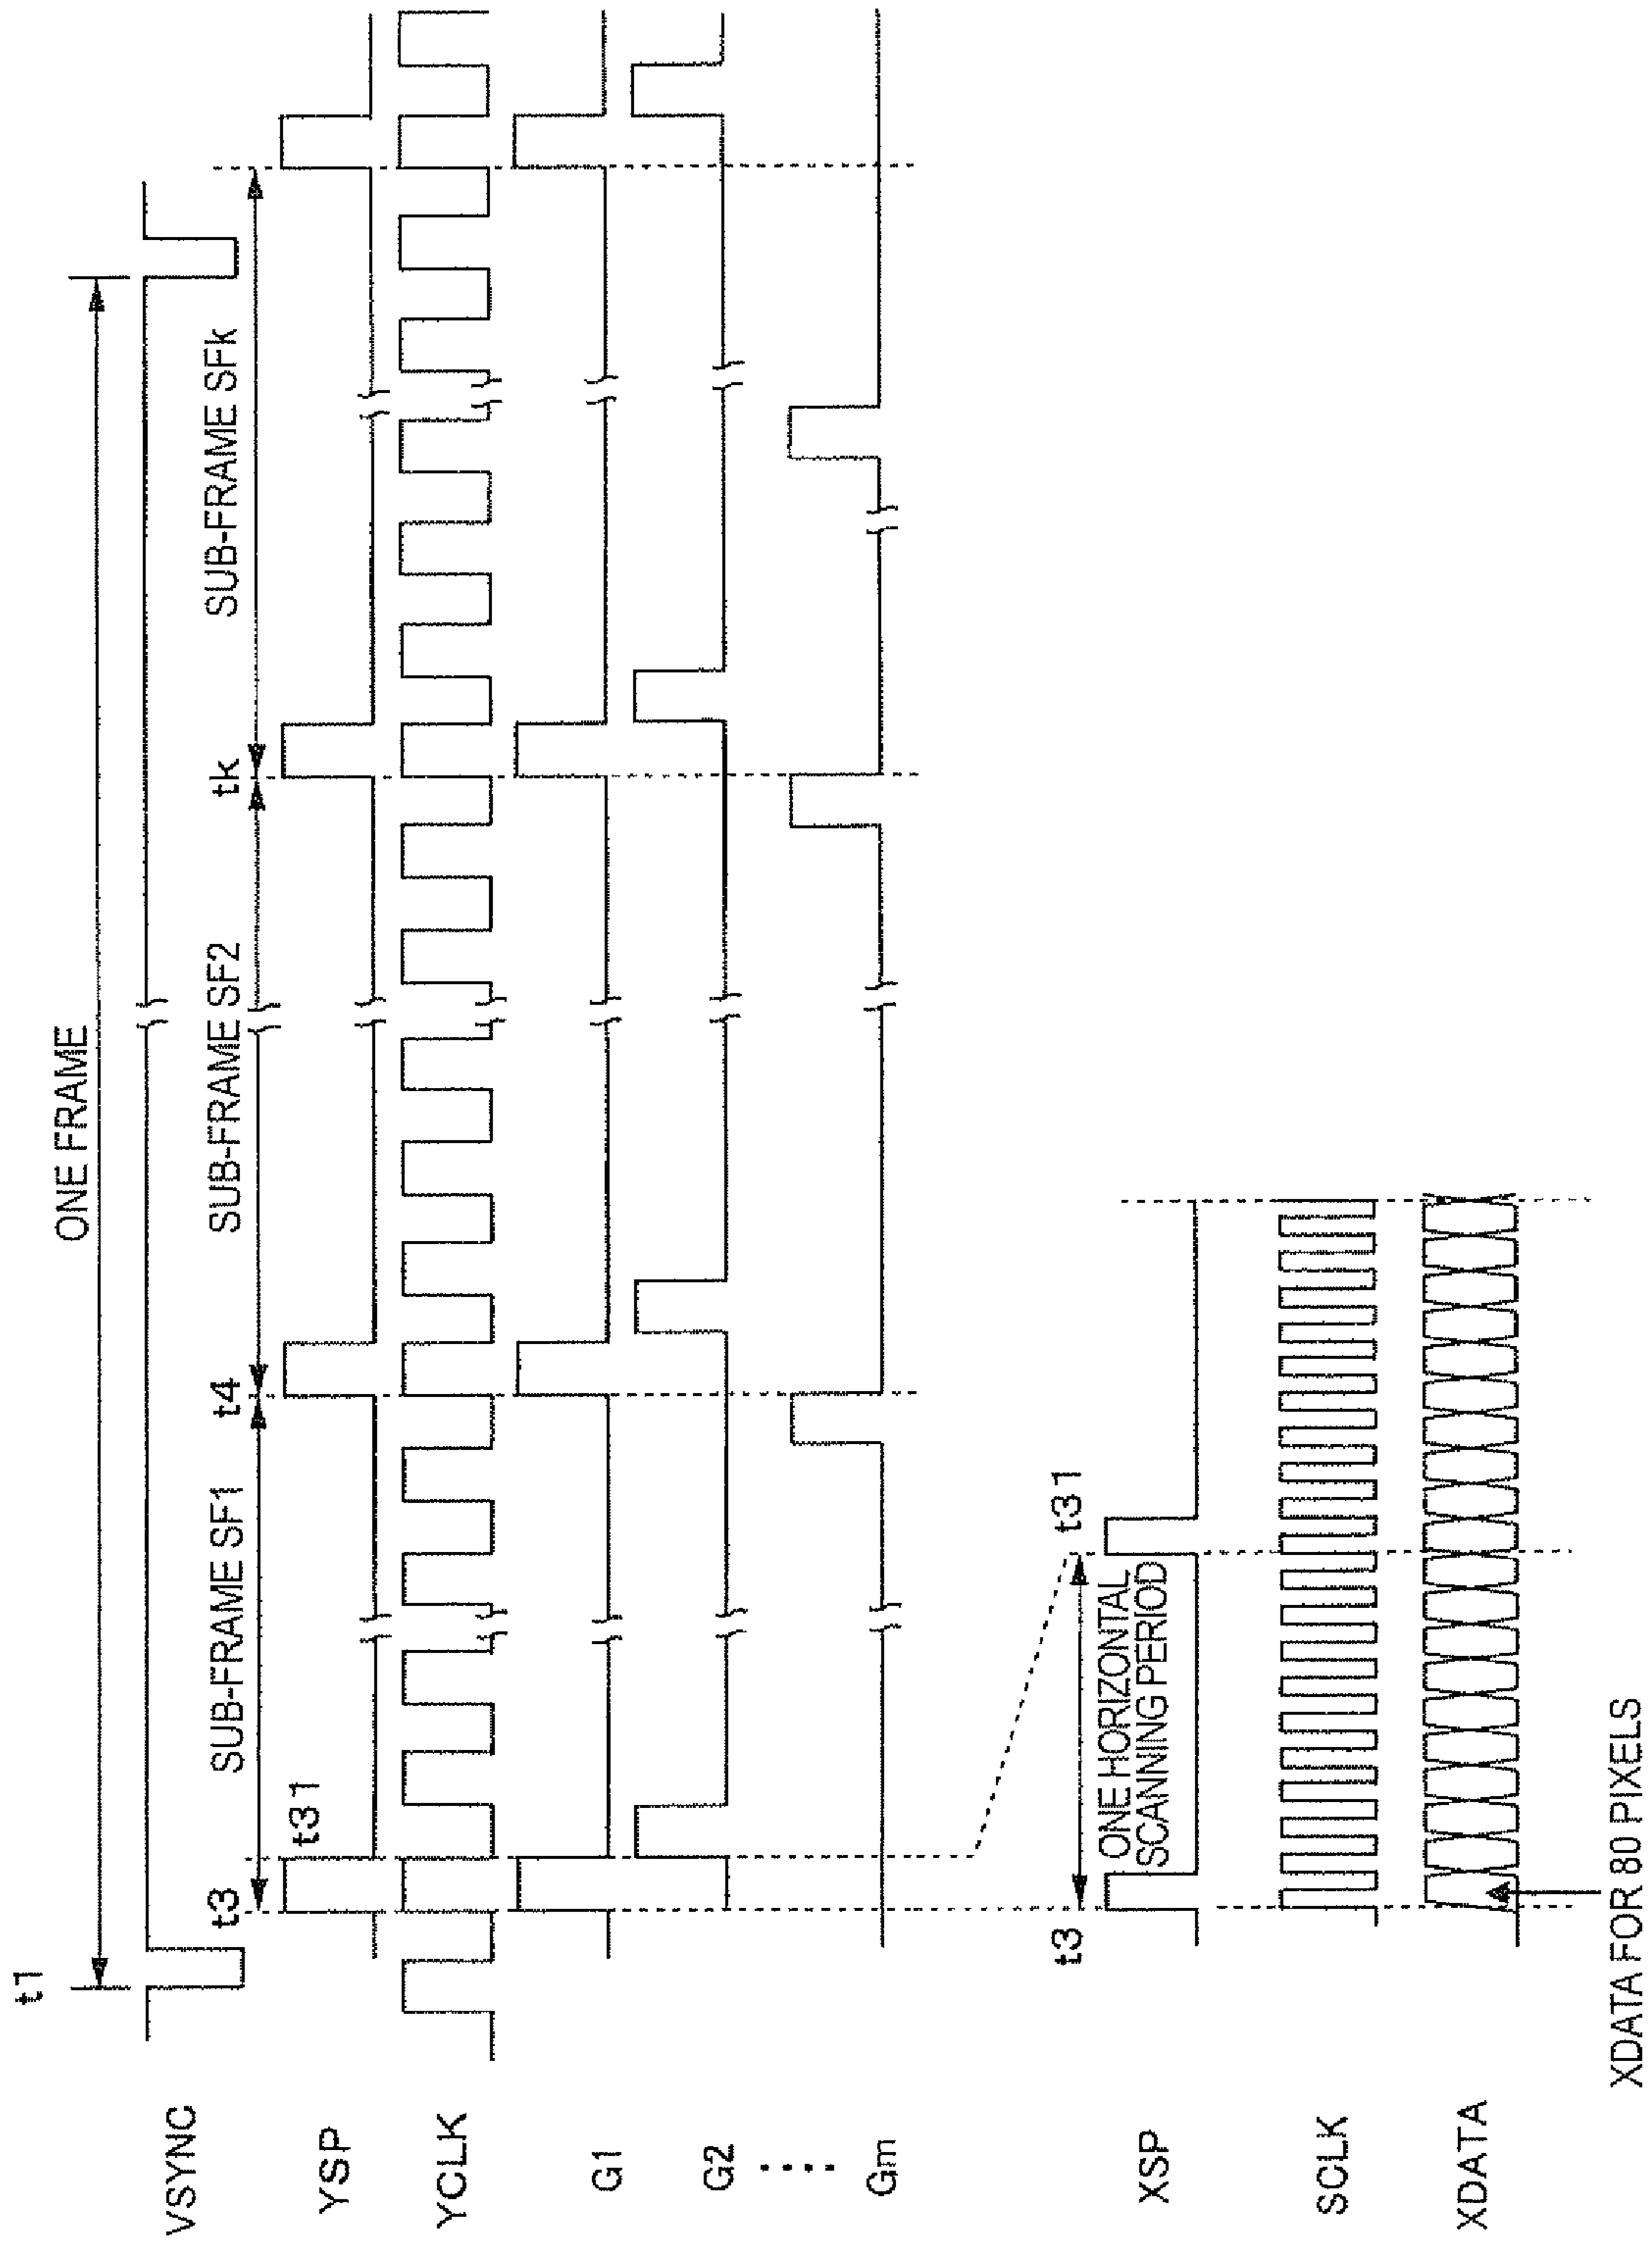 t1
ONE FRAME
VSYNC
t3
SUB-FRAME SF1
t4
SUB-FRAME SF2
tk
SUB-FRAME SFk
t31
YSP
YCLK
G1
G2
....
Gm
t3
ONE HORIZONTAL
SCANNING PERIOD
t31
XSP
SCLK
XDATA
XDATA FOR 80 PIXELS